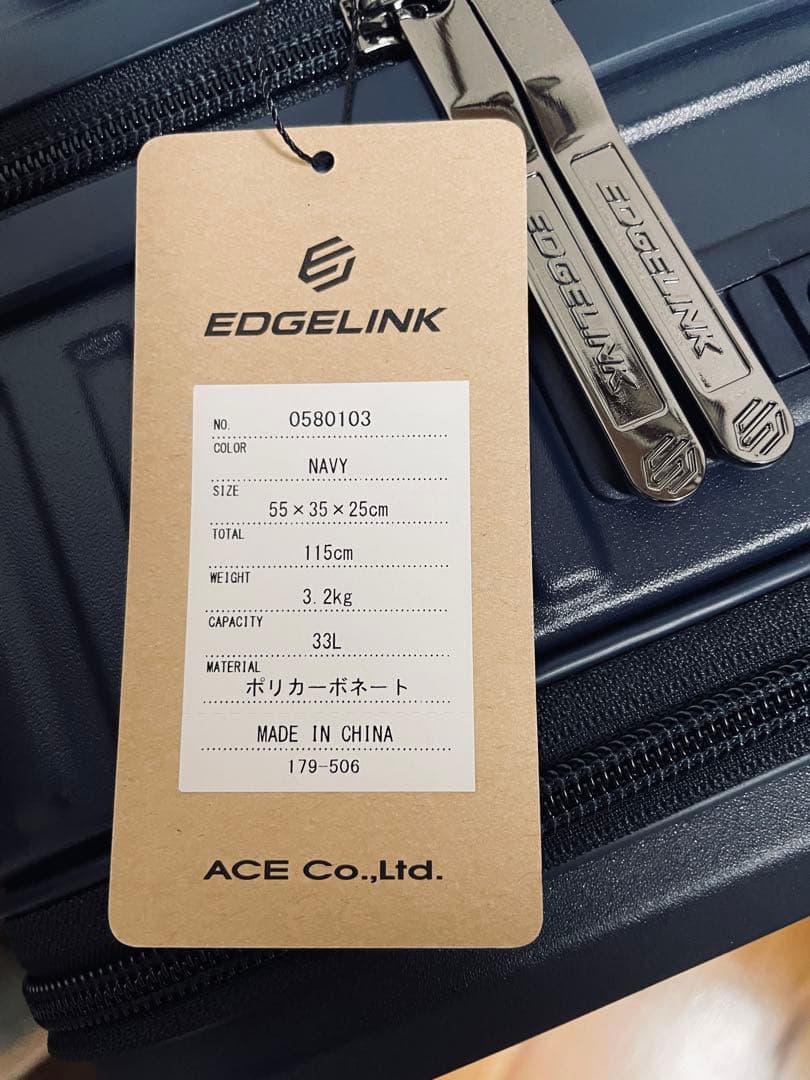 EDGELINK
NO. 0580103
COLOR
NAVY
SIZE
55×35×25cm
TOTAL
115cm
WEIGHT
3.2kg
CAPACITY
33L
MATERIAL
ポリカーボネート
MADE IN CHINA
179-506
ACE Co.,Ltd.
EDGELINK
EDGELINK